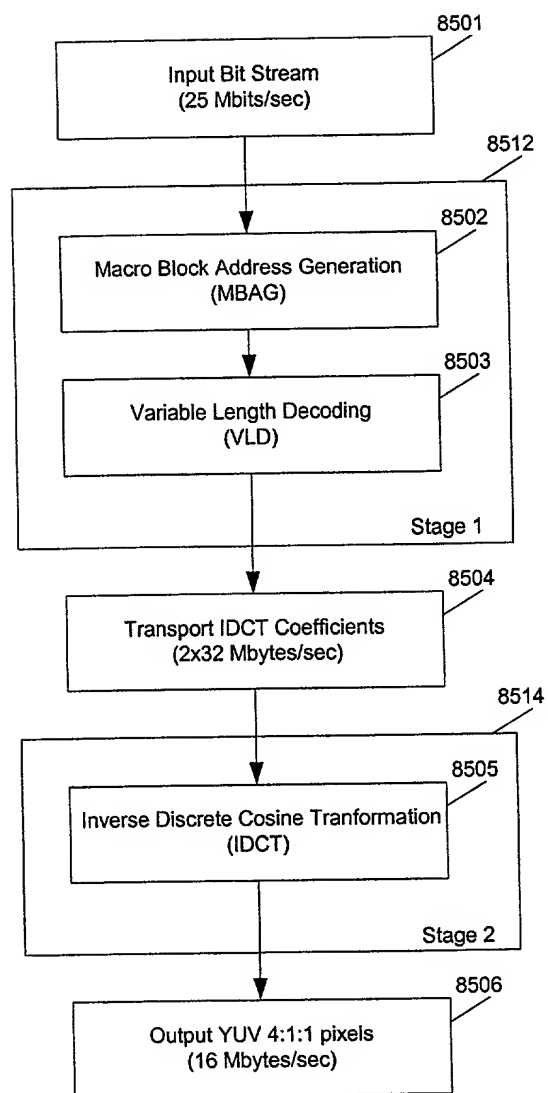 8501
Input Bit Stream
(25 Mbits/sec)
8512
8502
Macro Block Address Generation
(MBAG)
8503
Variable Length Decoding
(VLD)
Stage 1
8504
Transport IDCT Coefficients
(2x32 Mbytes/sec)
8514
8505
Inverse Discrete Cosine Tranformation
(IDCT)
Stage 2
8506
Output YUV 4:1:1 pixels
(16 Mbytes/sec)